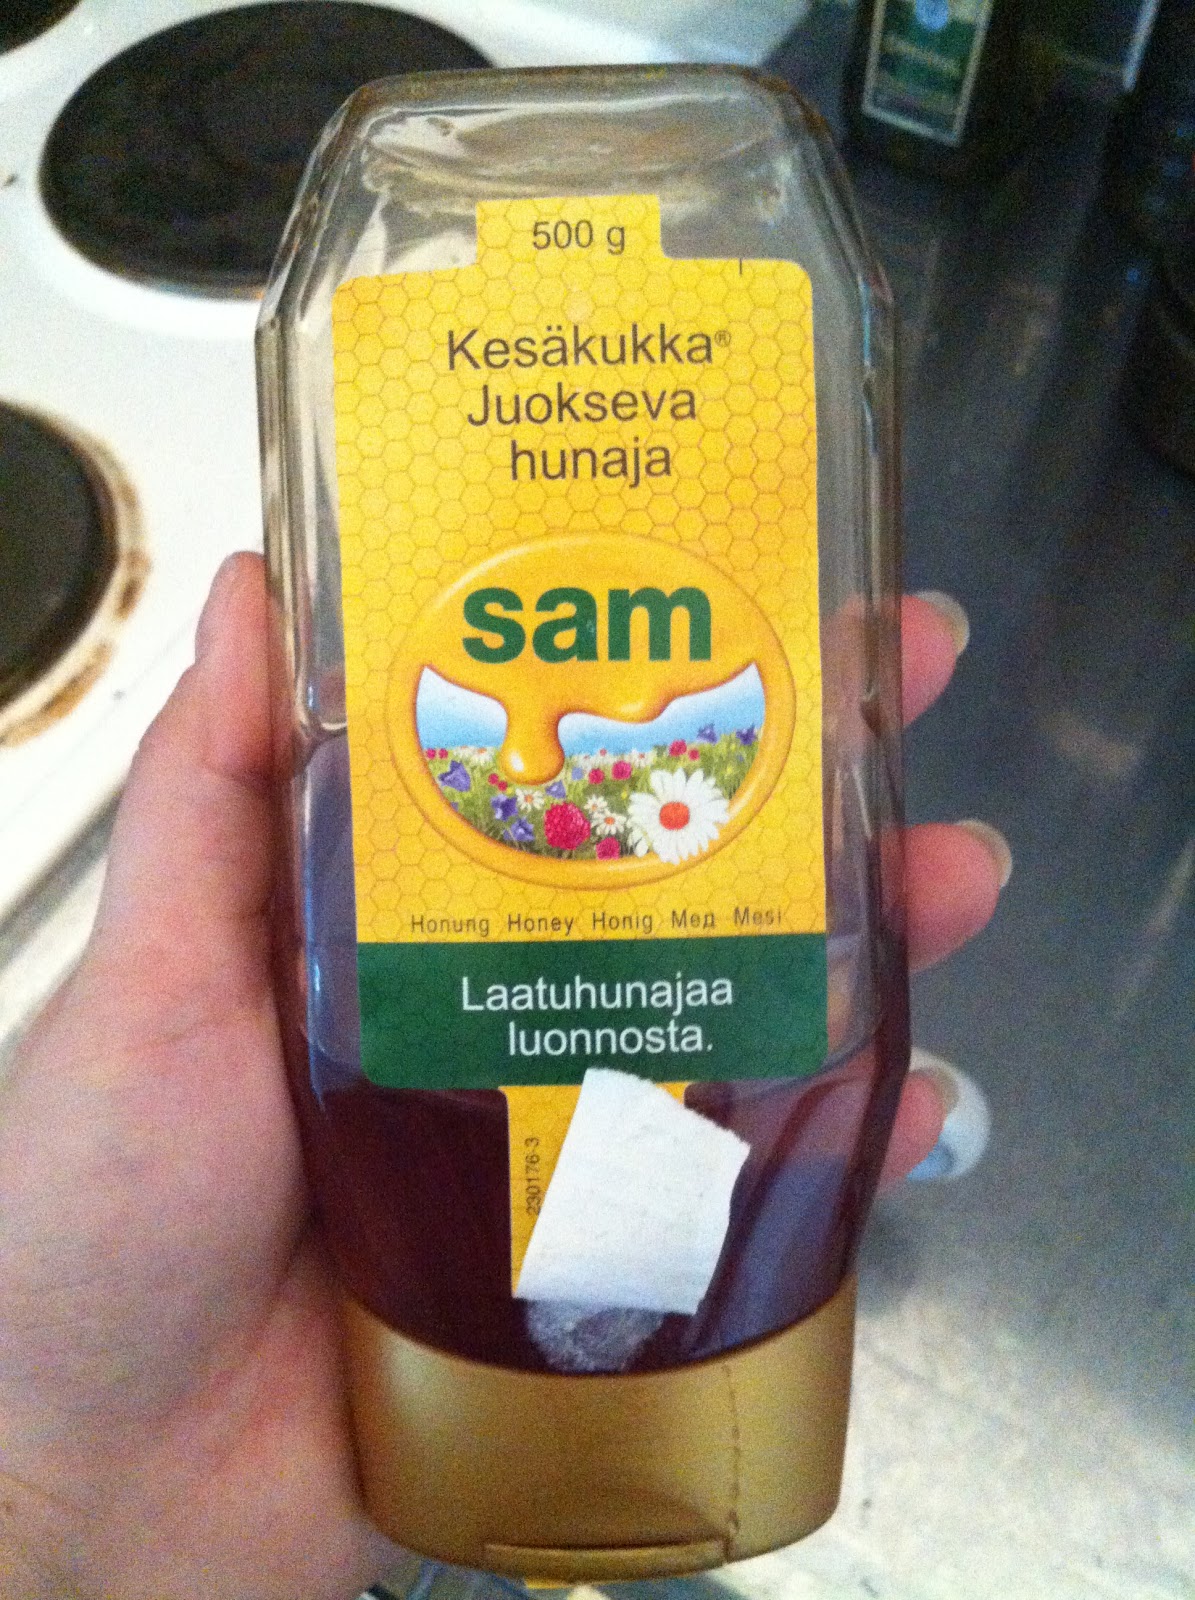 500 g
Kesäkukka®
Juokseva
hunaja
sam
Honung Honey Honig Мед Mesi
Laatuhunajaa
luonnosta.
230176-3